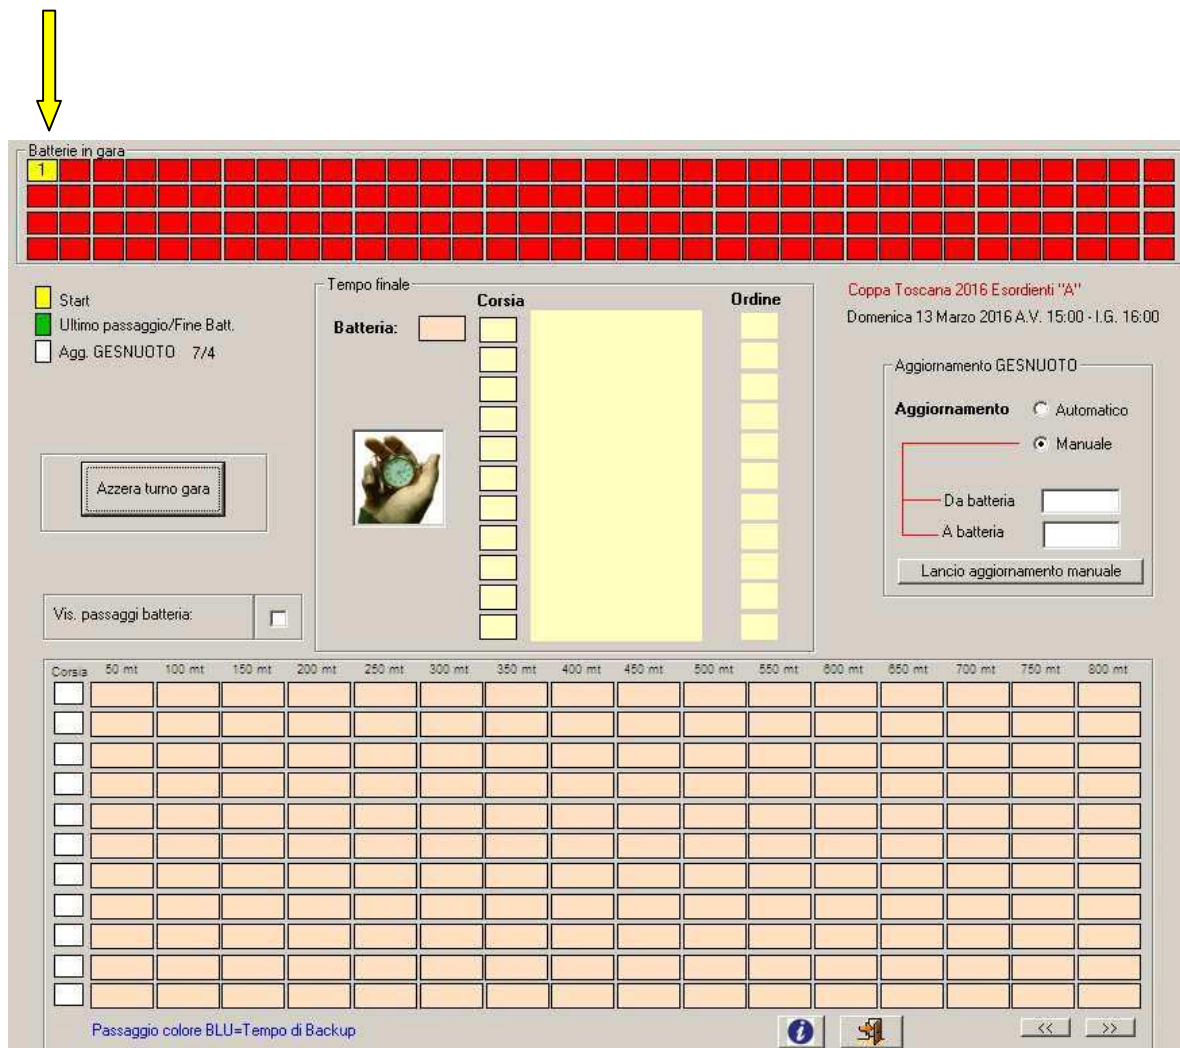 Batterie in gara
1
Start
Ultimo passaggio/Fine Batt.
Agg. GESNUOTO 7/4
Azzera turno gara
Vis. passaggi batteria:
Tempo finale
Corsia Ordine
Batteria:
Coppa Toscana 2016 Esordienti "A"
Domenica 13 Marzo 2016 A.V. 15:00 - I.G. 16:00
Aggiornamento GESNUOTO
Aggiornamento Automatico
Manuale
Da batteria
A batteria
Lancio aggiornamento manuale
Corsia 50 mt 100 mt 150 mt 200 mt 250 mt 300 mt 350 mt 400 mt 450 mt 500 mt 550 mt 600 mt 650 mt 700 mt 750 mt 800 mt
Passaggio colore BLU=Tempo di Backup
i
<< >>